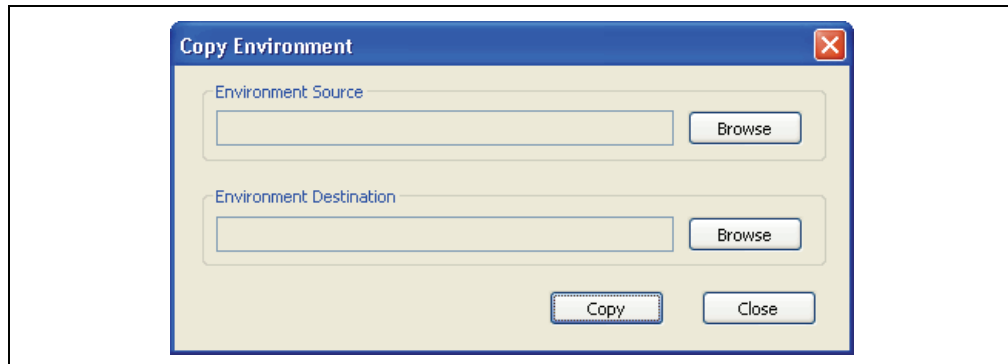 Copy Environment
Environment Source
Browse
Environment Destination
Browse
Copy Close